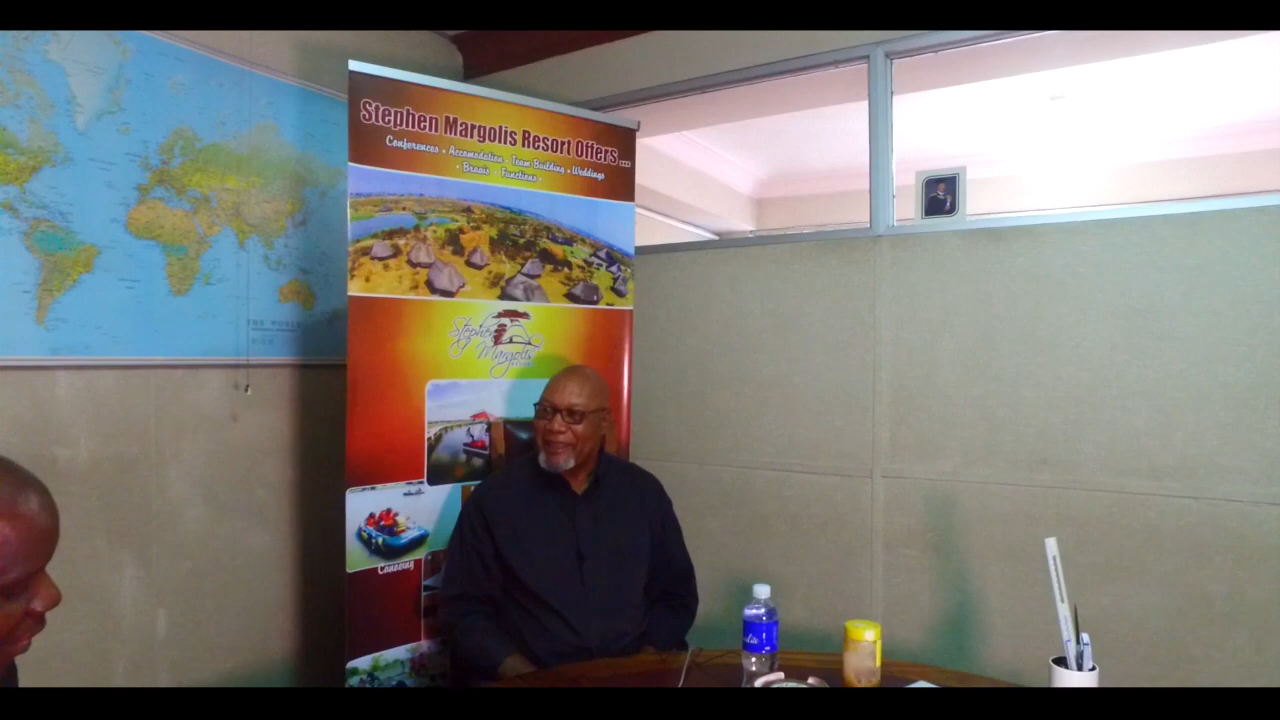 Stephen Margolis Resort Offers ...
Conferences • Accomodation • Team Building • Weddings
• Braais • Functions •
Stephen
Margolis
Canoeing
THE WORLD